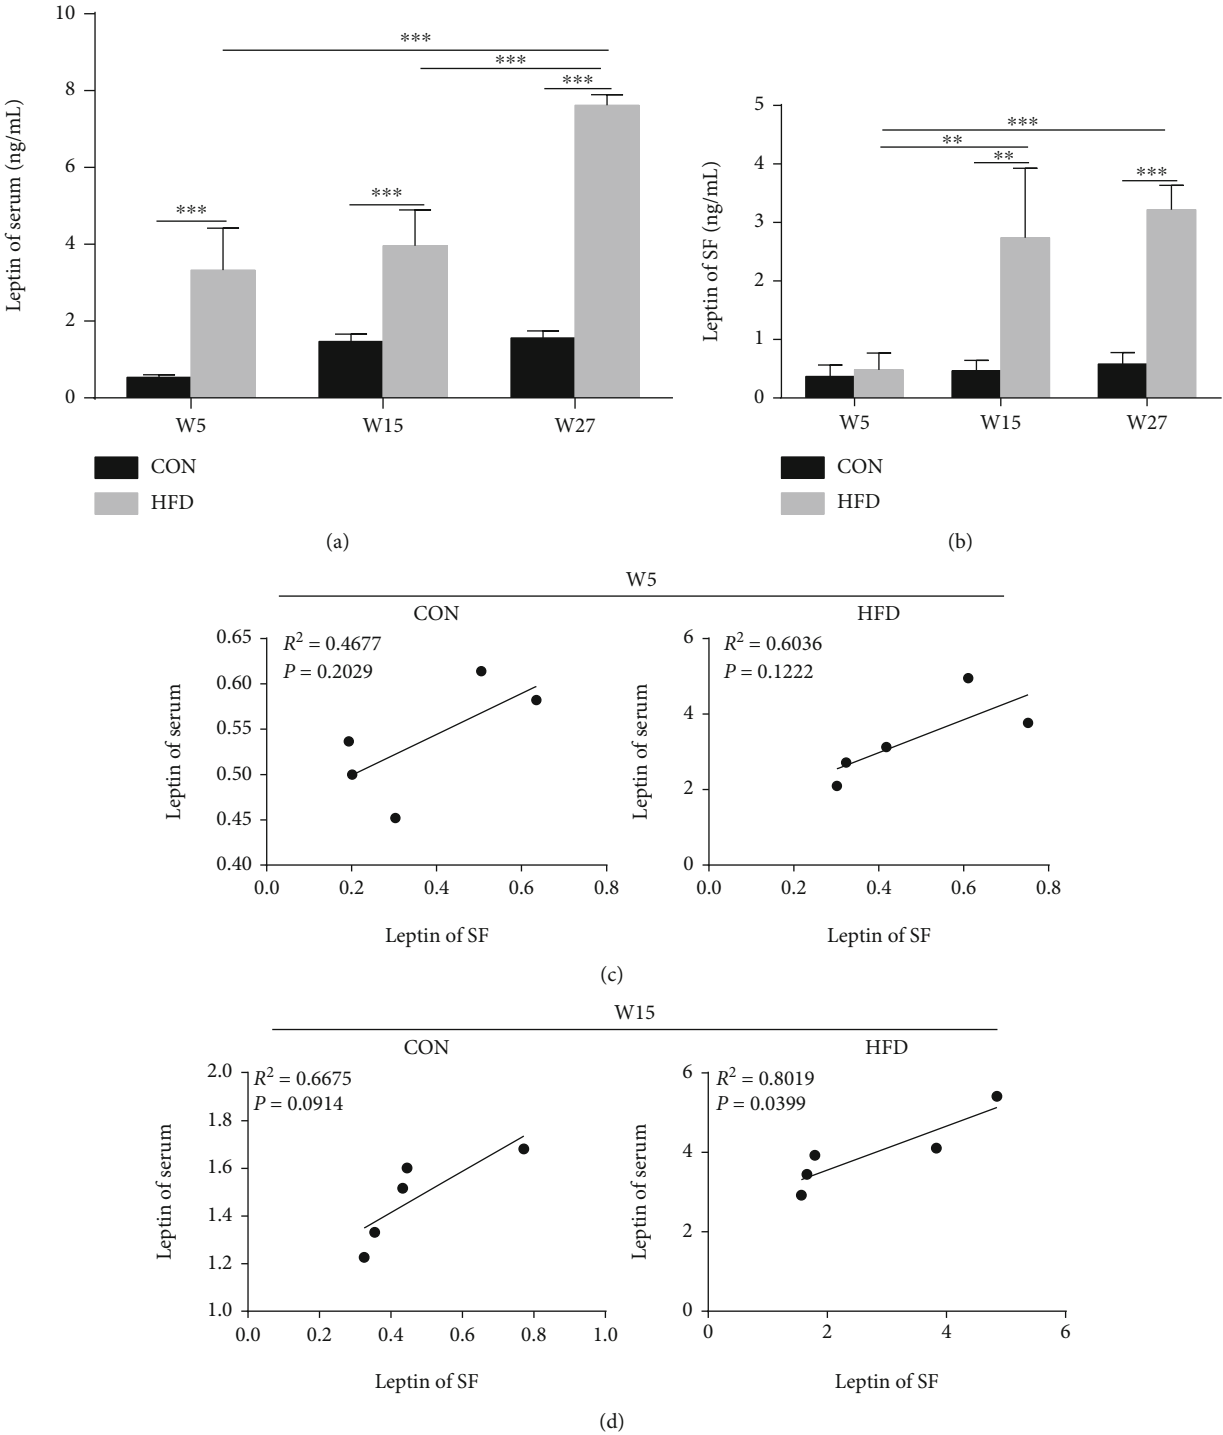 10
8
6
4
2
0
Leptin of serum (ng/mL)
***
***
***
***
***
W5
W15
W27
CON
HFD
(a)
5
4
3
2
1
0
Leptin of SF (ng/mL)
***
**
**
***
W5
W15
W27
CON
HFD
(b)
W5
CON
R² = 0.4677
P = 0.2029
0.65
0.60
0.55
0.50
0.45
0.40
Leptin of serum
0.0 0.2 0.4 0.6 0.8
Leptin of SF
HFD
R² = 0.6036
P = 0.1222
6
4
2
0
Leptin of serum
0.0 0.2 0.4 0.6 0.8
Leptin of SF
(c)
W15
CON
R² = 0.6675
P = 0.0914
2.0
1.8
1.6
1.4
1.2
1.0
Leptin of serum
0.0 0.2 0.4 0.6 0.8 1.0
Leptin of SF
HFD
R² = 0.8019
P = 0.0399
6
4
2
0
Leptin of serum
0 2 4 6
Leptin of SF
(d)